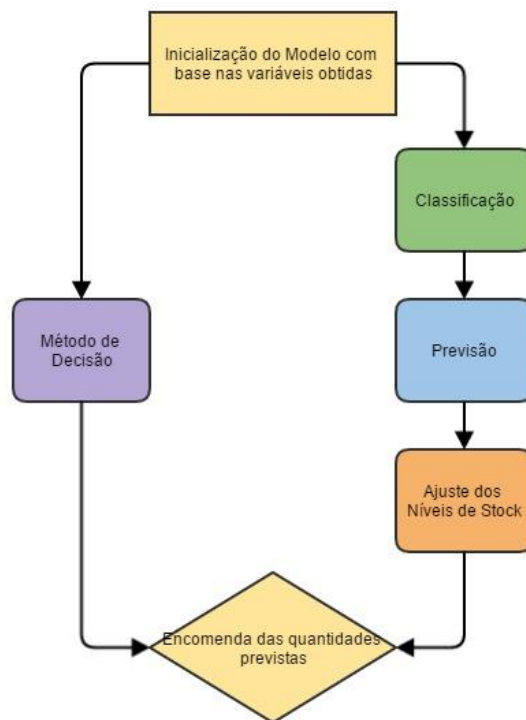 Inicialização do Modelo com
base nas variáveis obtidas
Classificação
Método de
Decisão
Previsão
Ajuste dos
Níveis de Stock
Encomenda das quantidades
previstas